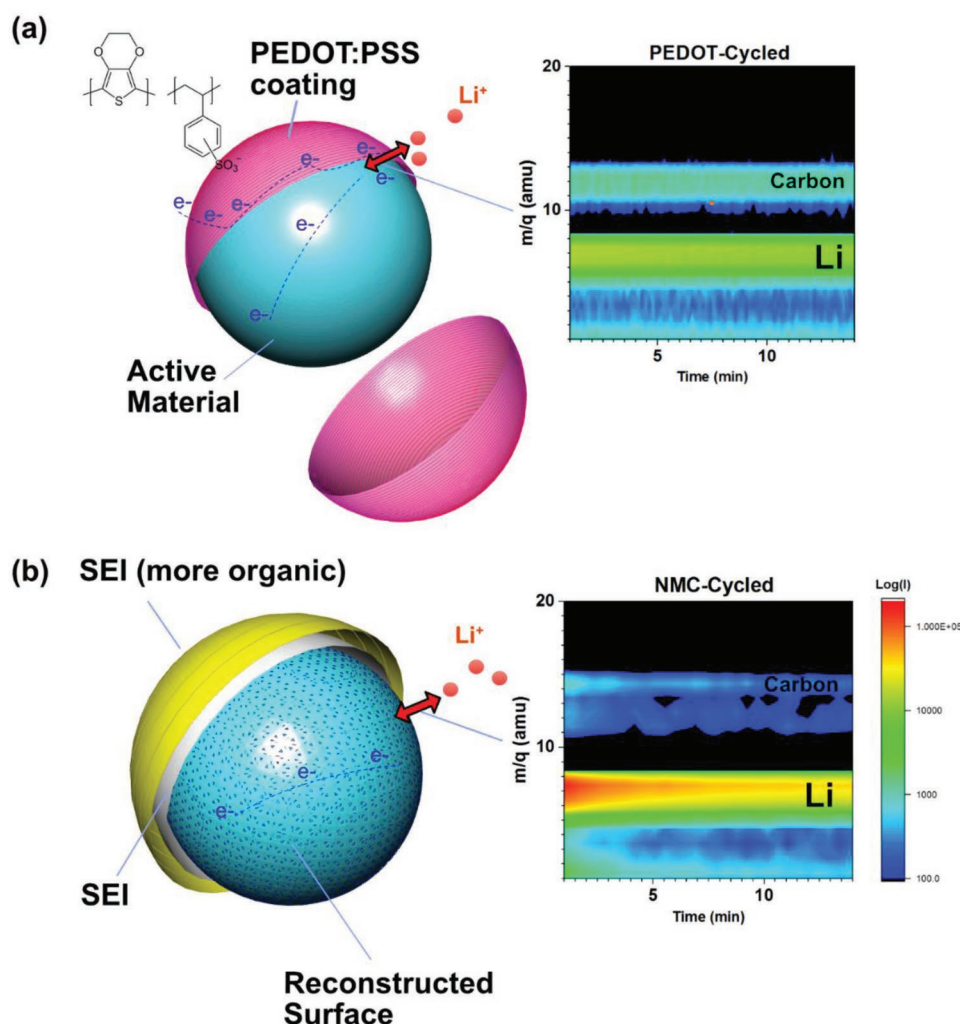 (a)
PEDOT:PSS
coating
O
O
S
SO₃⁻
Li⁺
e-
e-
e-
e-
e-
e-
e-
e-
Active
Material
PEDOT-Cycled
m/q (amu)
20
10
Carbon
Li
5
10
Time (min)
(b)
SEI (more organic)
Li⁺
e-
e-
e-
SEI
Reconstructed
Surface
NMC-Cycled
m/q (amu)
20
10
Carbon
Li
5
10
Time (min)
Log(I)
1.000E+05
10000
1000
100.0